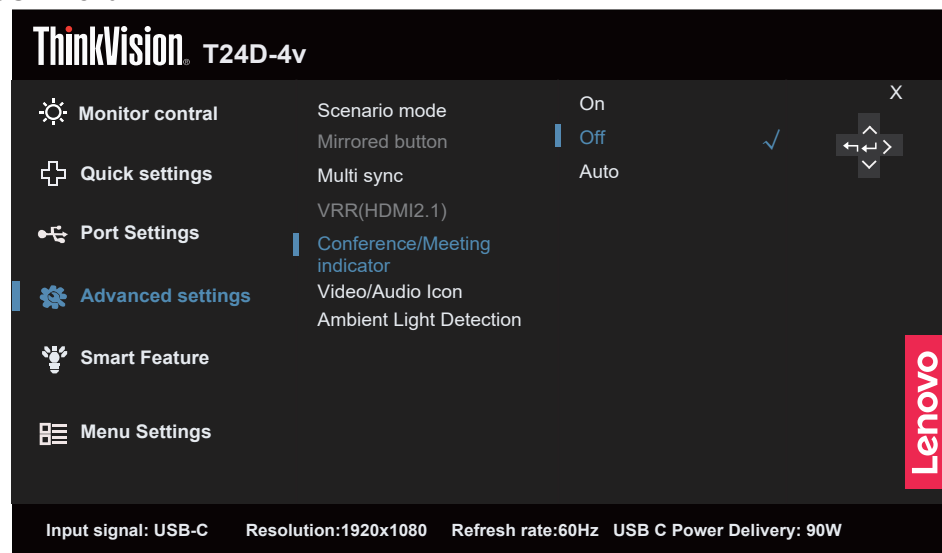 ThinkVision® T24D-4v
X
Monitor contral
Quick settings
Port Settings
Advanced settings
Smart Feature
Menu Settings
Scenario mode
Mirrored button
Multi sync
VRR(HDMI2.1)
Conference/Meeting
indicator
Video/Audio Icon
Ambient Light Detection
On
Off
Auto
Lenovo
Input signal: USB-C Resolution:1920x1080 Refresh rate:60Hz USB C Power Delivery: 90W